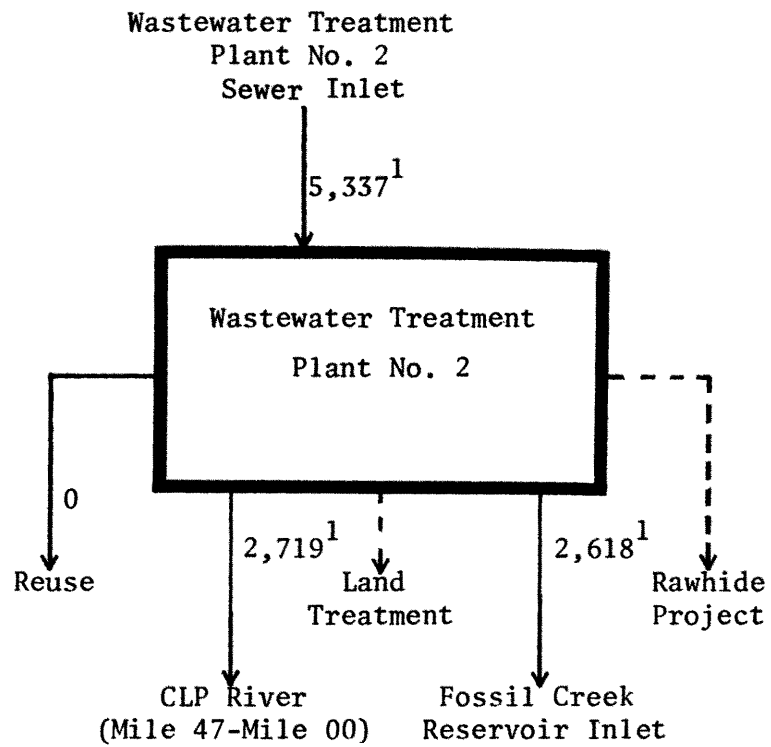 Wastewater Treatment
Plant No. 2
Sewer Inlet
5,337¹
Wastewater Treatment
Plant No. 2
0
2,719¹
2,618¹
Reuse
Land
Treatment
Rawhide
Project
CLP River
(Mile 47-Mile 00)
Fossil Creek
Reservoir Inlet